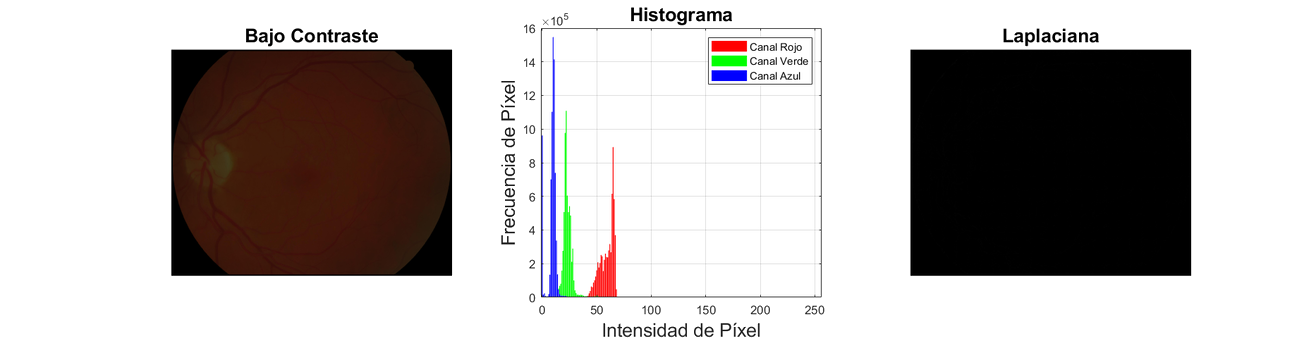 Bajo Contraste
Histograma
×10^5
16
14
12
10
8
6
4
2
0
Frecuencia de Píxel
Canal Rojo
Canal Verde
Canal Azul
0 50 100 150 200 250
Intensidad de Píxel
Laplaciana